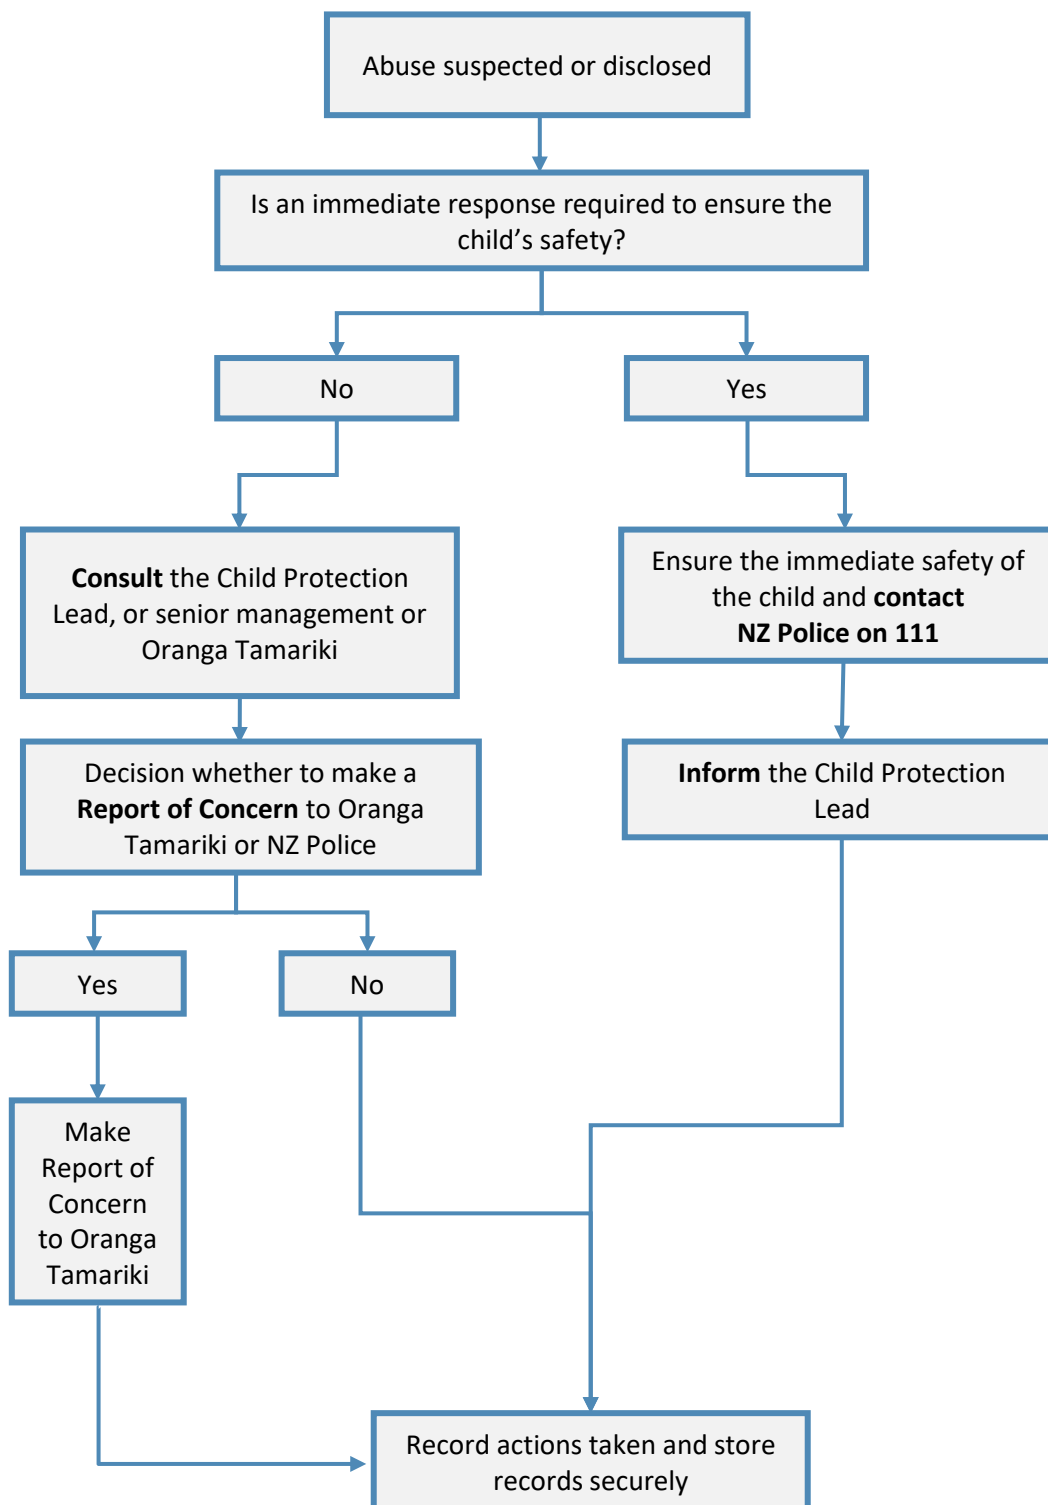 Abuse suspected or disclosed
Is an immediate response required to ensure the
child’s safety?
No
Yes
Consult the Child Protection
Lead, or senior management or
Oranga Tamariki
Ensure the immediate safety of
the child and contact
NZ Police on 111
Decision whether to make a
Report of Concern to Oranga
Tamariki or NZ Police
Inform the Child Protection
Lead
Yes
No
Make
Report of
Concern
to Oranga
Tamariki
Record actions taken and store
records securely